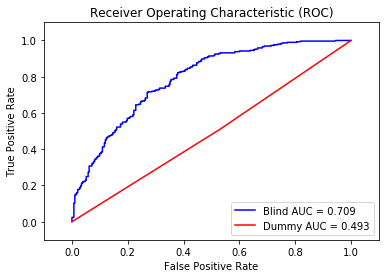 Receiver Operating Characteristic (ROC)
True Positive Rate
1.0
0.8
0.6
0.4
0.2
0.0
0.0 0.2 0.4 0.6 0.8 1.0
False Positive Rate
Blind AUC = 0.709
Dummy AUC = 0.493